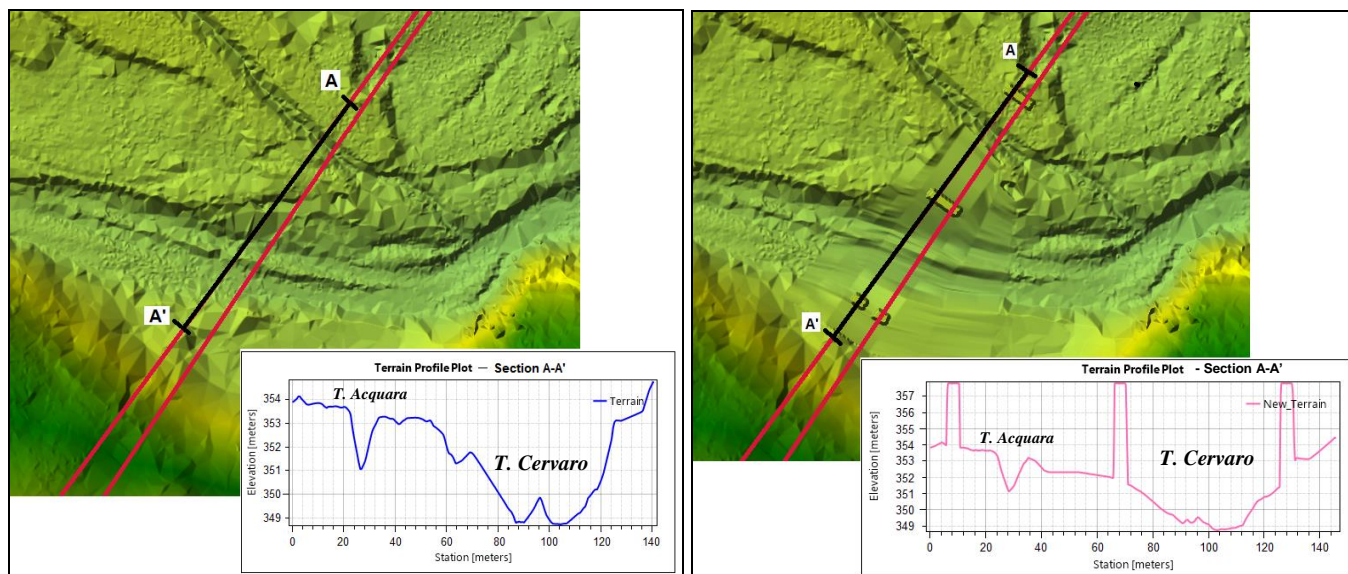 A
A'
Terrain Profile Plot — Section A-A'
T. Acquara
Terrain
T. Cervaro
Elevation [meters]
354
353
352
351
350
349
0 20 40 60 80 100 120 140
Station [meters]
A
A'
Terrain Profile Plot - Section A-A'
New_Terrain
T. Acquara
T. Cervaro
Elevation [meters]
357
356
355
354
353
352
351
350
349
0 20 40 60 80 100 120 140
Station [meters]